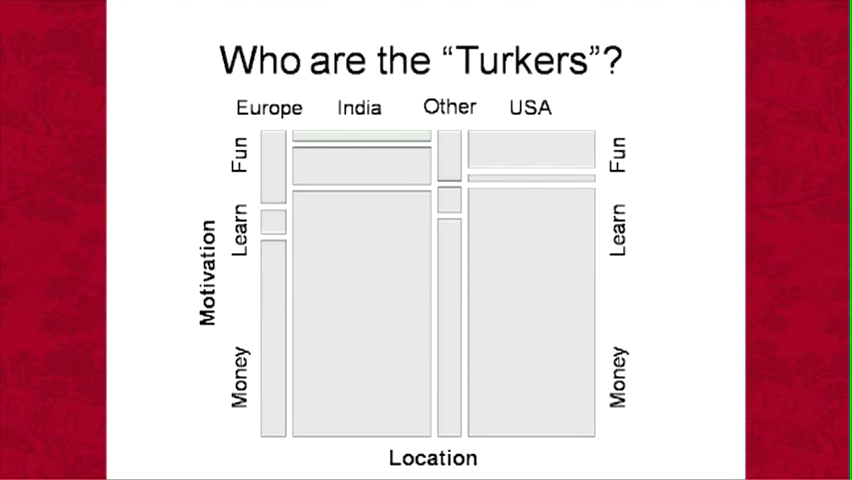 Who are the “Turkers”?
Europe India Other USA
Fun
Learn
Money
Motivation
Fun
Learn
Money
Location